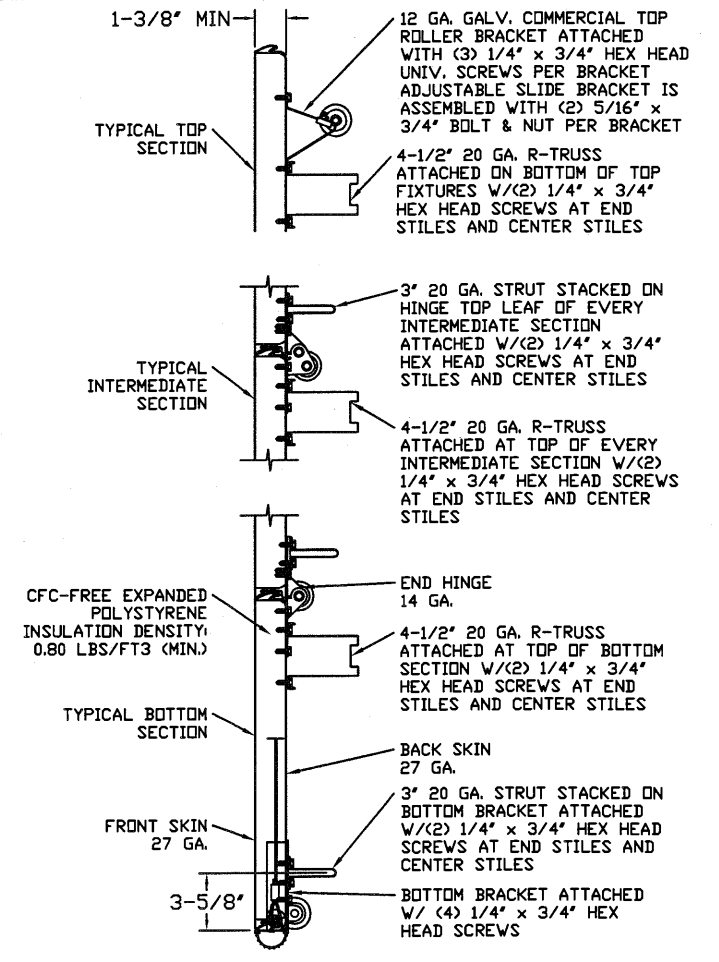 1-3/8" MIN
12 GA. GALV. COMMERCIAL TOP
ROLLER BRACKET ATTACHED
WITH (3) 1/4" x 3/4" HEX HEAD
UNIV. SCREWS PER BRACKET
ADJUSTABLE SLIDE BRACKET IS
ASSEMBLED WITH (2) 5/16" x
3/4" BOLT & NUT PER BRACKET
TYPICAL TOP
SECTION
4-1/2" 20 GA. R-TRUSS
ATTACHED ON BOTTOM OF TOP
FIXTURES W/(2) 1/4" x 3/4"
HEX HEAD SCREWS AT END
STILES AND CENTER STILES
3" 20 GA. STRUT STACKED ON
HINGE TOP LEAF OF EVERY
INTERMEDIATE SECTION
ATTACHED W/(2) 1/4" x 3/4"
HEX HEAD SCREWS AT END
STILES AND CENTER STILES
TYPICAL
INTERMEDIATE
SECTION
4-1/2" 20 GA. R-TRUSS
ATTACHED AT TOP OF EVERY
INTERMEDIATE SECTION W/(2)
1/4" x 3/4" HEX HEAD SCREWS
AT END STILES AND CENTER
STILES
END HINGE
14 GA.
CFC-FREE EXPANDED
POLYSTYRENE
INSULATION DENSITY:
0.80 LBS/FT3 (MIN.)
4-1/2" 20 GA. R-TRUSS
ATTACHED AT TOP OF BOTTOM
SECTION W/(2) 1/4" x 3/4"
HEX HEAD SCREWS AT END
STILES AND CENTER STILES
TYPICAL BOTTOM
SECTION
BACK SKIN
27 GA.
3" 20 GA. STRUT STACKED ON
BOTTOM BRACKET ATTACHED
W/(2) 1/4" x 3/4" HEX HEAD
SCREWS AT END STILES AND
CENTER STILES
FRONT SKIN
27 GA.
3-5/8"
BOTTOM BRACKET ATTACHED
W/ (4) 1/4" x 3/4" HEX
HEAD SCREWS